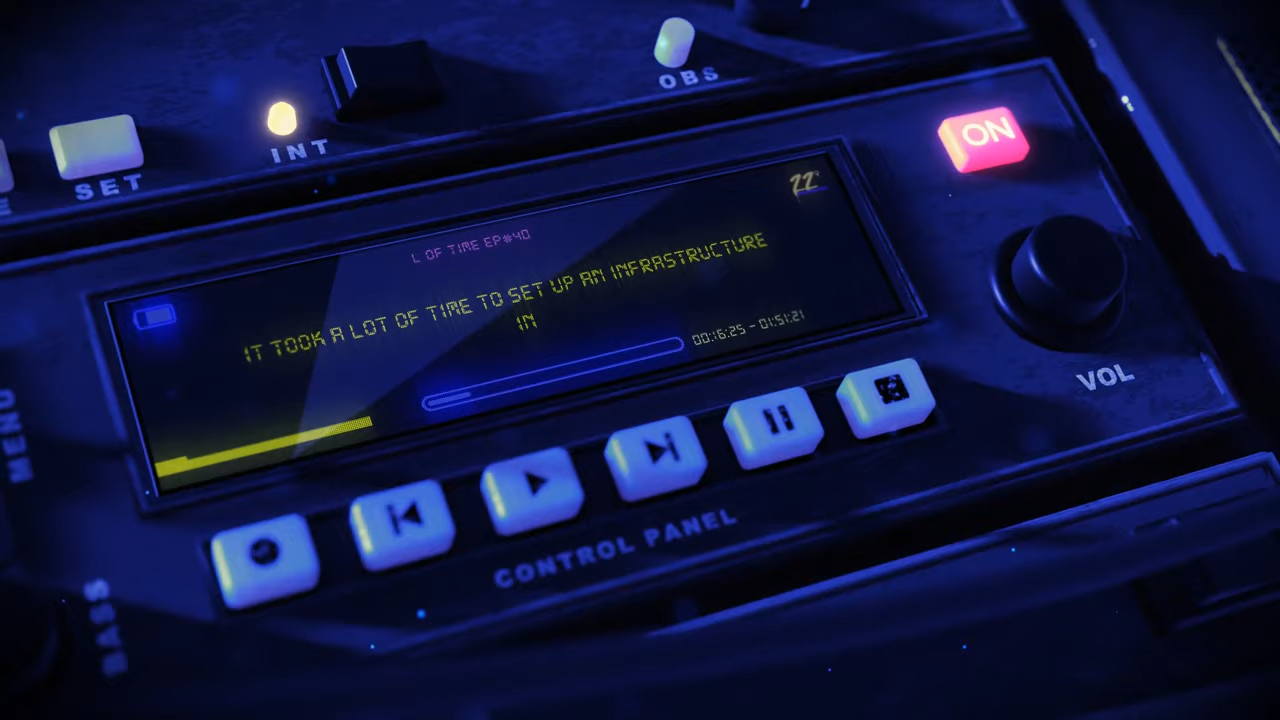 OBS
INT
SET
ON
22°
L OF TIME EP#40
IT TOOK A LOT OF TIME TO SET UP AN INFRASTRUCTURE
IN
00:16:25 - 01:51:21
VOL
MENU
CONTROL PANEL
BASS